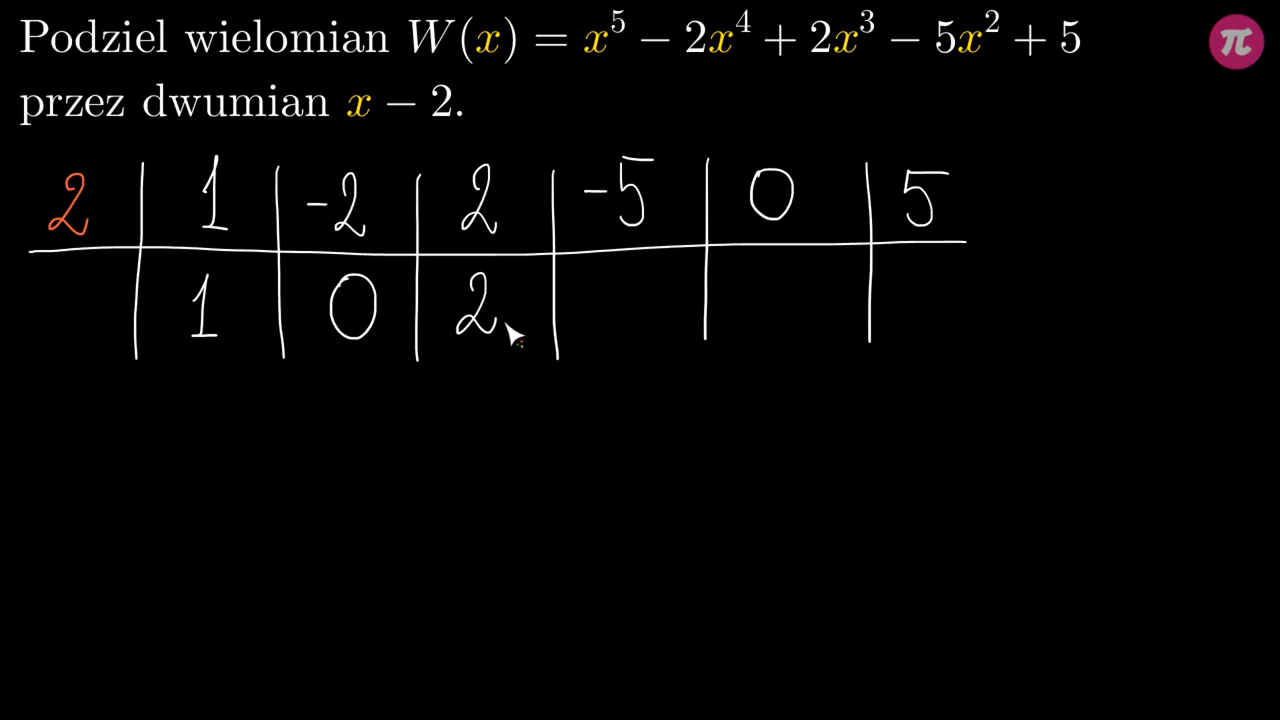 Podziel wielomian W(x) = x⁵ − 2x⁴ + 2x³ − 5x² + 5
przez dwumian x − 2.
2 | 1 | -2 | 2 | -5 | 0 | 5
1 | 0 | 2
π